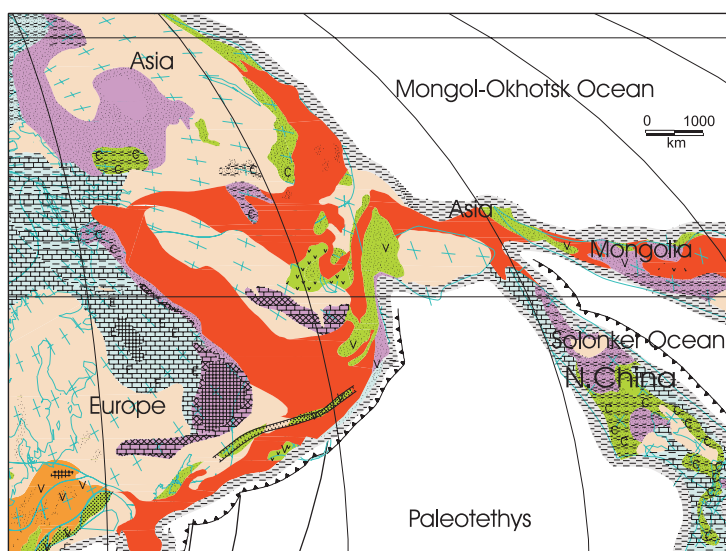 Asia
Mongol-Okhotsk Ocean
0 1000
km
Asia
Mongolia
Solonker Ocean
N.China
Europe
Paleotethys